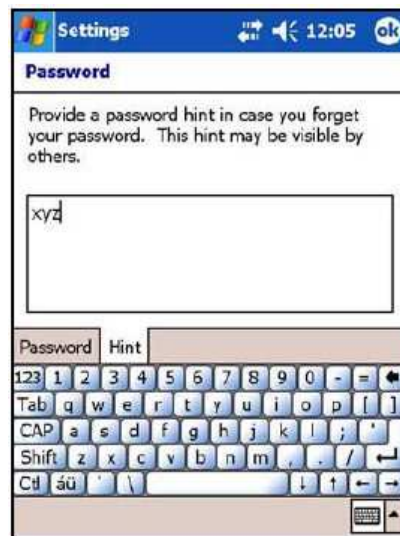 Settings 12:05 ok
Password
Provide a password hint in case you forget
your password. This hint may be visible by
others.
xyz
Password Hint
123 1 2 3 4 5 6 7 8 9 0 - =
Tab q w e r t y u i o p [ ]
CAP a s d f g h j k l ; '
Shift z x c v b n m , . /
Ctl áü ` \